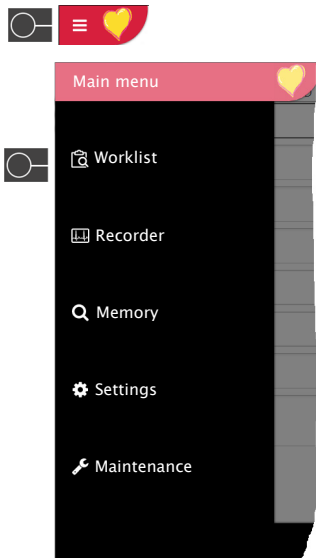 Main menu
Worklist
Recorder
Memory
Settings
Maintenance